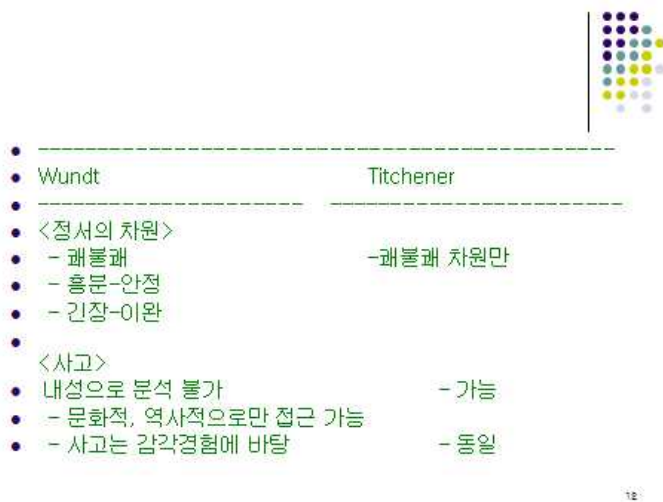 ---------------------------------------------
Wundt Titchener
---------------------- ------------------------
<정서의 차원>
- 쾌불쾌 -쾌불쾌 차원만
- 흥분-안정
- 긴장-이완
<사고>
내성으로 분석 불가 - 가능
- 문화적, 역사적으로만 접근 가능
- 사고는 감각경험에 바탕 - 동일